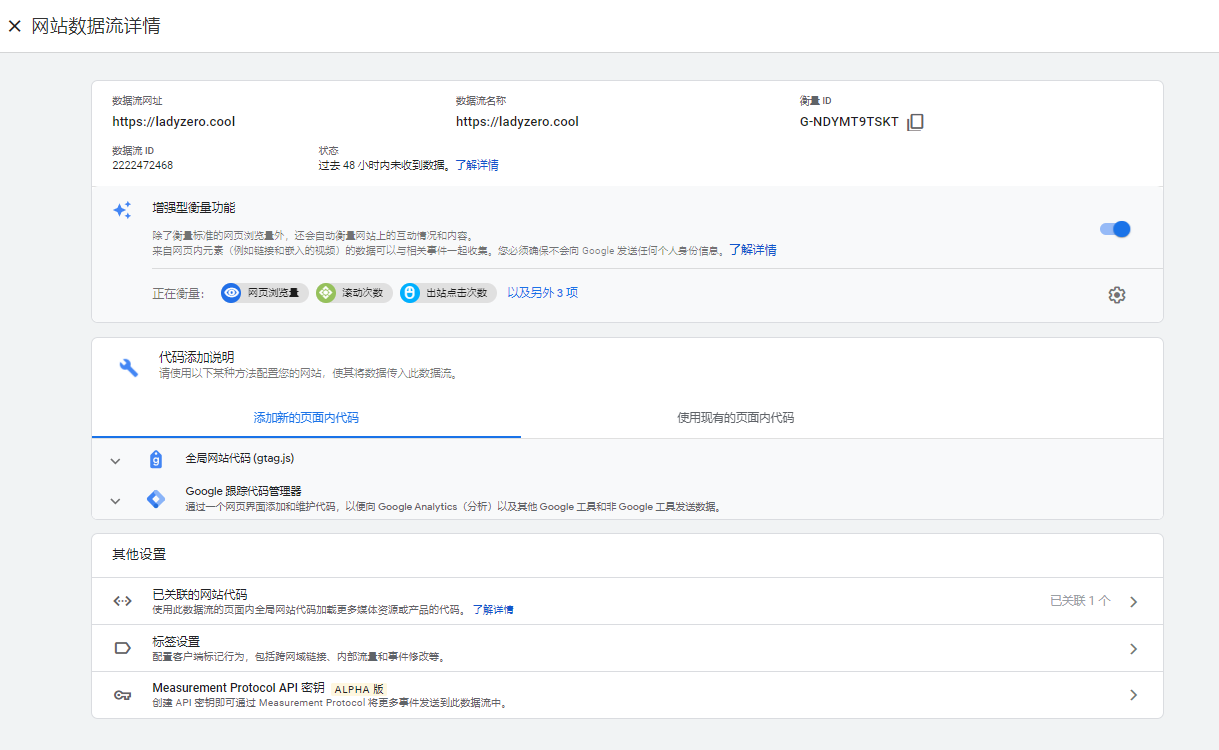 网站数据流详情
数据流网址
https://ladyzero.cool
数据流名称
https://ladyzero.cool
衡量 ID
G-NDYMT9TSKT
数据流 ID
2222472468
状态
过去 48 小时内未收到数据。了解详情
增强型衡量功能
除了衡量标准的网页浏览量外，还会自动衡量网站上的互动情况和内容。
来自网页内元素（例如链接和嵌入的视频）的数据可以与相关事件一起收集。您必须确保不会向 Google 发送任何个人身份信息。了解详情
正在衡量： 网页浏览量 滚动次数 出站点击次数 以及另外 3 项
代码添加说明
请使用以下某种方法配置您的网站，使其将数据传入此数据流。
添加新的页面内代码 使用现有的页面内代码
全局网站代码 (gtag.js)
Google 跟踪代码管理器
通过一个网页界面添加和维护代码，以便向 Google Analytics（分析）以及其他 Google 工具和非 Google 工具发送数据。
其他设置
已关联的网站代码
使用此数据流的页面内全局网站代码加载更多媒体资源或产品的代码。 了解详情
已关联 1 个
标签设置
配置客户端标记行为，包括跨网域链接、内部流量和事件修改等。
Measurement Protocol API 密钥 ALPHA 版
创建 API 密钥即可通过 Measurement Protocol 将更多事件发送到此数据流中。